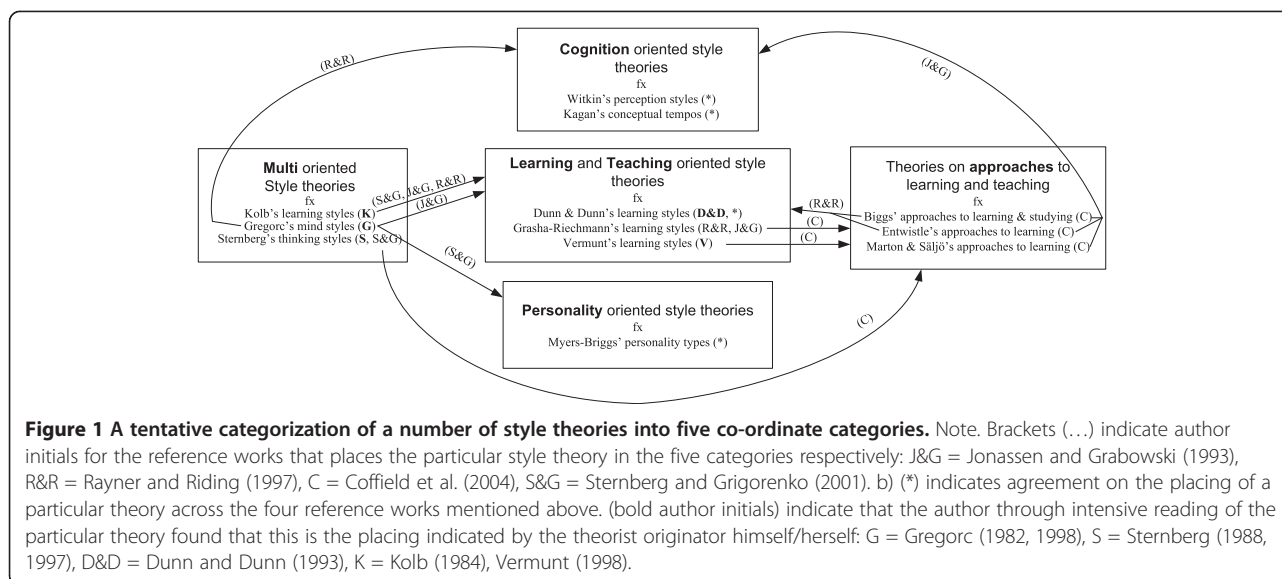 (R&R)
Cognition oriented style
theories
fx
Witkin's perception styles (*)
Kagan's conceptual tempos (*)
(J&G)
Multi oriented
Style theories
fx
Kolb's learning styles (K)
Gregorc's mind styles (G)
Sternberg's thinking styles (S, S&G)
(S&G, J&G, R&R)
(J&G)
(S&G)
Learning and Teaching oriented style
theories
fx
Dunn & Dunn's learning styles (D&D, *)
Grasha-Riechmann's learning styles (R&R, J&G)
Vermunt's learning styles (V)
(R&R)
(C)
(C)
Theories on approaches to
learning and teaching
fx
Biggs' approaches to learning & studying (C)
Entwistle's approaches to learning (C)
Marton & Säljö's approaches to learning (C)
Personality oriented style theories
fx
Myers-Briggs' personality types (*)
(C)
Figure 1 A tentative categorization of a number of style theories into five co-ordinate categories. Note. Brackets (…) indicate author
initials for the reference works that places the particular style theory in the five categories respectively: J&G = Jonassen and Grabowski (1993),
R&R = Rayner and Riding (1997), C = Coffield et al. (2004), S&G = Sternberg and Grigorenko (2001). b) (*) indicates agreement on the placing of a
particular theory across the four reference works mentioned above. (bold author initials) indicate that the author through intensive reading of the
particular theory found that this is the placing indicated by the theorist originator himself/herself: G = Gregorc (1982, 1998), S = Sternberg (1988,
1997), D&D = Dunn and Dunn (1993), K = Kolb (1984), Vermunt (1998).